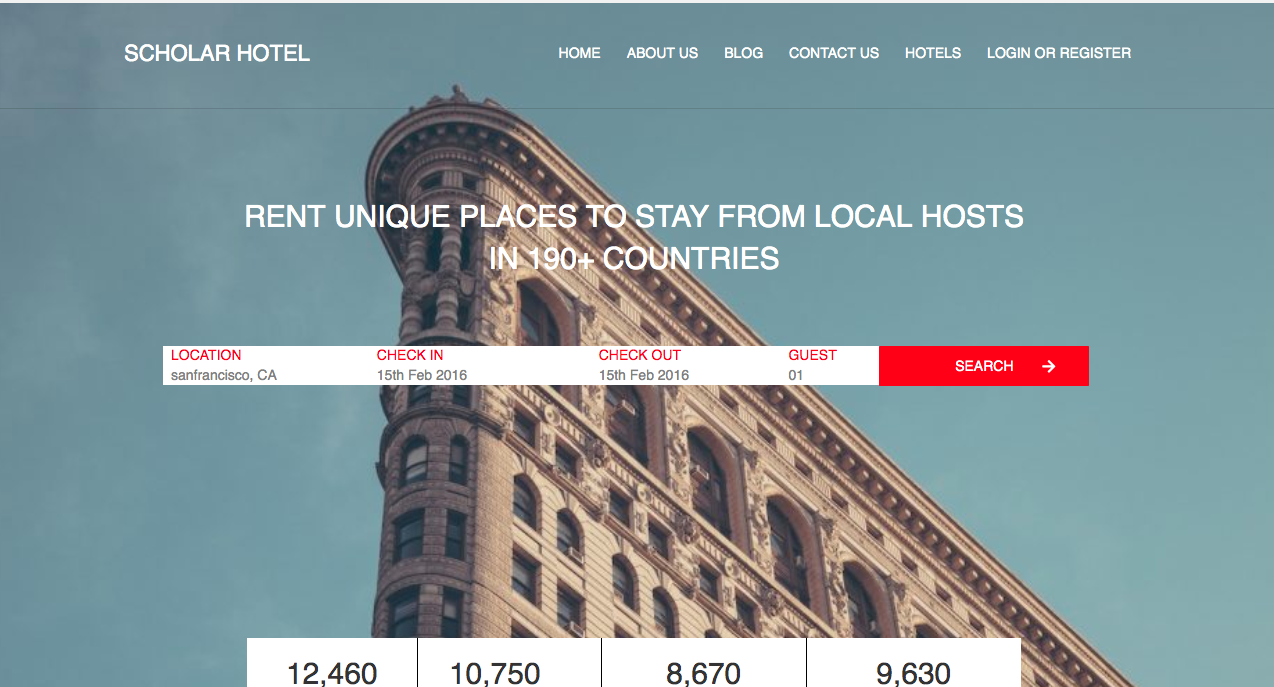 SCHOLAR HOTEL
HOME ABOUT US BLOG CONTACT US HOTELS LOGIN OR REGISTER
RENT UNIQUE PLACES TO STAY FROM LOCAL HOSTS
IN 190+ COUNTRIES
LOCATION CHECK IN CHECK OUT GUEST
sanfrancisco, CA 15th Feb 2016 15th Feb 2016 01
SEARCH
12,460 10,750 8,670 9,630